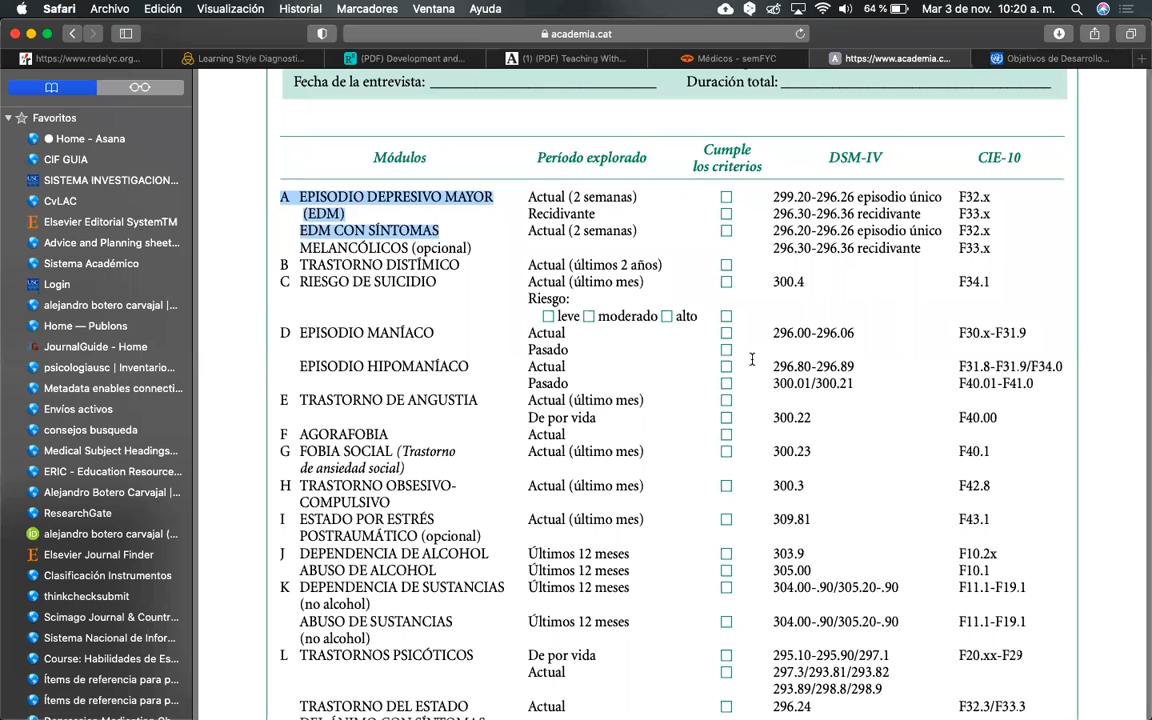 Safari Archivo Edición Visualización Historial Marcadores Ventana Ayuda 64 % Mar 3 de nov. 10:20 a. m.
academia.cat
https://www.redalyc.org...
Learning Style Diagnosti...
(PDF) Development and...
(1) (PDF) Teaching With...
Médicos - semFYC
https://www.academia.c...
Objetivos de Desarrollo...
Favoritos
Home - Asana
CIF GUIA
SISTEMA INVESTIGACION...
CvLAC
Elsevier Editorial SystemTM
Advice and Planning sheet...
Sistema Académico
Login
alejandro botero carvajal |...
Home — Publons
JournalGuide - Home
psicologiausc | Inventario...
Metadata enables connecti...
Envíos activos
consejos busqueda
Medical Subject Headings...
ERIC - Education Resource...
Alejandro Botero Carvajal |...
ResearchGate
alejandro botero carvajal (...
Elsevier Journal Finder
Clasificación Instrumentos
thinkchecksubmit
Scimago Journal & Countr...
Sistema Nacional de Infor...
Course: Habilidades de Es...
Ítems de referencia para p...
Ítems de referencia para p...
Fecha de la entrevista: Duración total:
Módulos Período explorado Cumple los criterios DSM-IV CIE-10
A EPISODIO DEPRESIVO MAYOR Actual (2 semanas) 299.20-296.26 episodio único F32.x
(EDM) Recidivante 296.30-296.36 recidivante F33.x
EDM CON SÍNTOMAS Actual (2 semanas) 296.20-296.26 episodio único F32.x
MELANCÓLICOS (opcional) 296.30-296.36 recidivante F33.x
B TRASTORNO DISTÍMICO Actual (últimos 2 años)
C RIESGO DE SUICIDIO Actual (último mes) 300.4 F34.1
Riesgo:
leve moderado alto
D EPISODIO MANÍACO Actual 296.00-296.06 F30.x-F31.9
Pasado
EPISODIO HIPOMANÍACO Actual 296.80-296.89 F31.8-F31.9/F34.0
Pasado 300.01/300.21 F40.01-F41.0
E TRASTORNO DE ANGUSTIA Actual (último mes)
De por vida 300.22 F40.00
F AGORAFOBIA Actual
G FOBIA SOCIAL (Trastorno Actual (último mes) 300.23 F40.1
de ansiedad social)
H TRASTORNO OBSESIVO- Actual (último mes) 300.3 F42.8
COMPULSIVO
I ESTADO POR ESTRÉS Actual (último mes) 309.81 F43.1
POSTRAUMÁTICO (opcional)
J DEPENDENCIA DE ALCOHOL Últimos 12 meses 303.9 F10.2x
ABUSO DE ALCOHOL Últimos 12 meses 305.00 F10.1
K DEPENDENCIA DE SUSTANCIAS Últimos 12 meses 304.00-.90/305.20-.90 F11.1-F19.1
(no alcohol)
ABUSO DE SUSTANCIAS Últimos 12 meses 304.00-.90/305.20-.90 F11.1-F19.1
(no alcohol)
L TRASTORNOS PSICÓTICOS De por vida 295.10-295.90/297.1 F20.xx-F29
Actual 297.3/293.81/293.82
293.89/298.8/298.9
TRASTORNO DEL ESTADO Actual 296.24 F32.3/F33.3